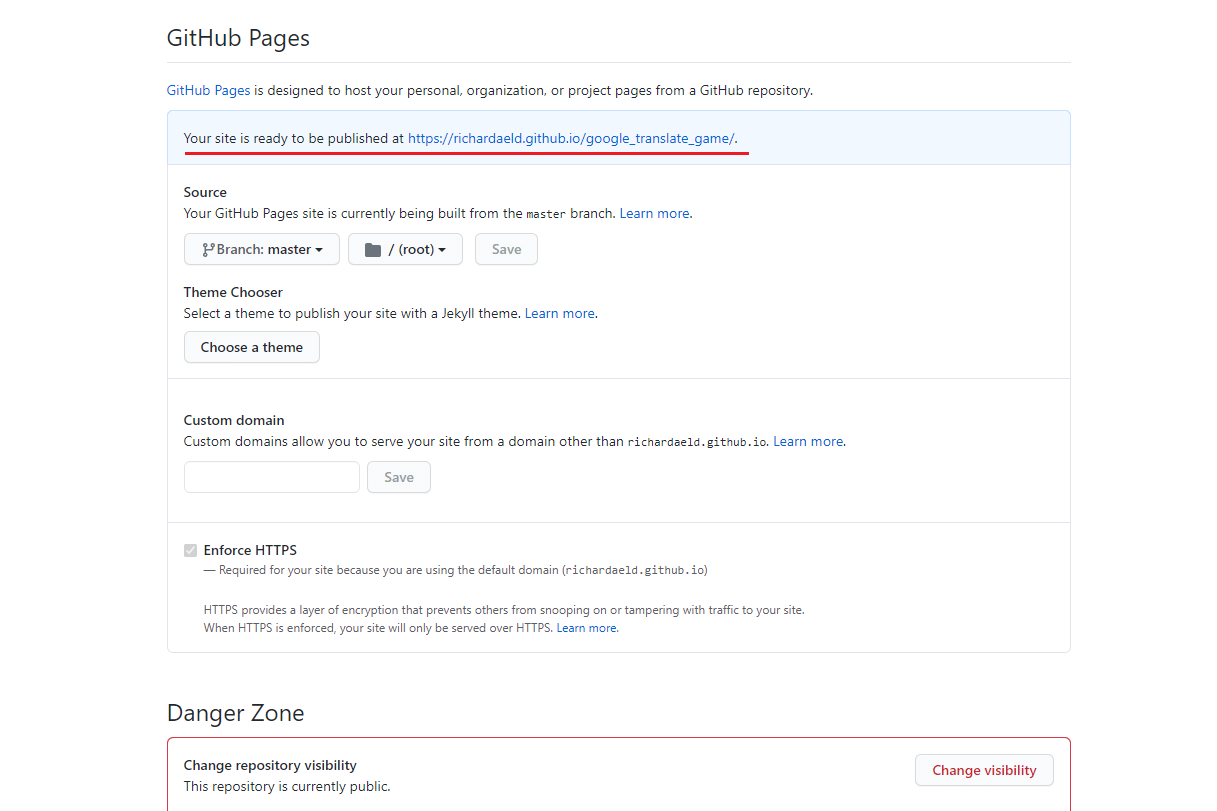 GitHub Pages
GitHub Pages is designed to host your personal, organization, or project pages from a GitHub repository.
Your site is ready to be published at https://richardaeld.github.io/google_translate_game/.
Source
Your GitHub Pages site is currently being built from the master branch. Learn more.
Branch: master
/ (root)
Save
Theme Chooser
Select a theme to publish your site with a Jekyll theme. Learn more.
Choose a theme
Custom domain
Custom domains allow you to serve your site from a domain other than richardaeld.github.io. Learn more.
Save
Enforce HTTPS
— Required for your site because you are using the default domain (richardaeld.github.io)
HTTPS provides a layer of encryption that prevents others from snooping on or tampering with traffic to your site.
When HTTPS is enforced, your site will only be served over HTTPS. Learn more.
Danger Zone
Change repository visibility
This repository is currently public.
Change visibility